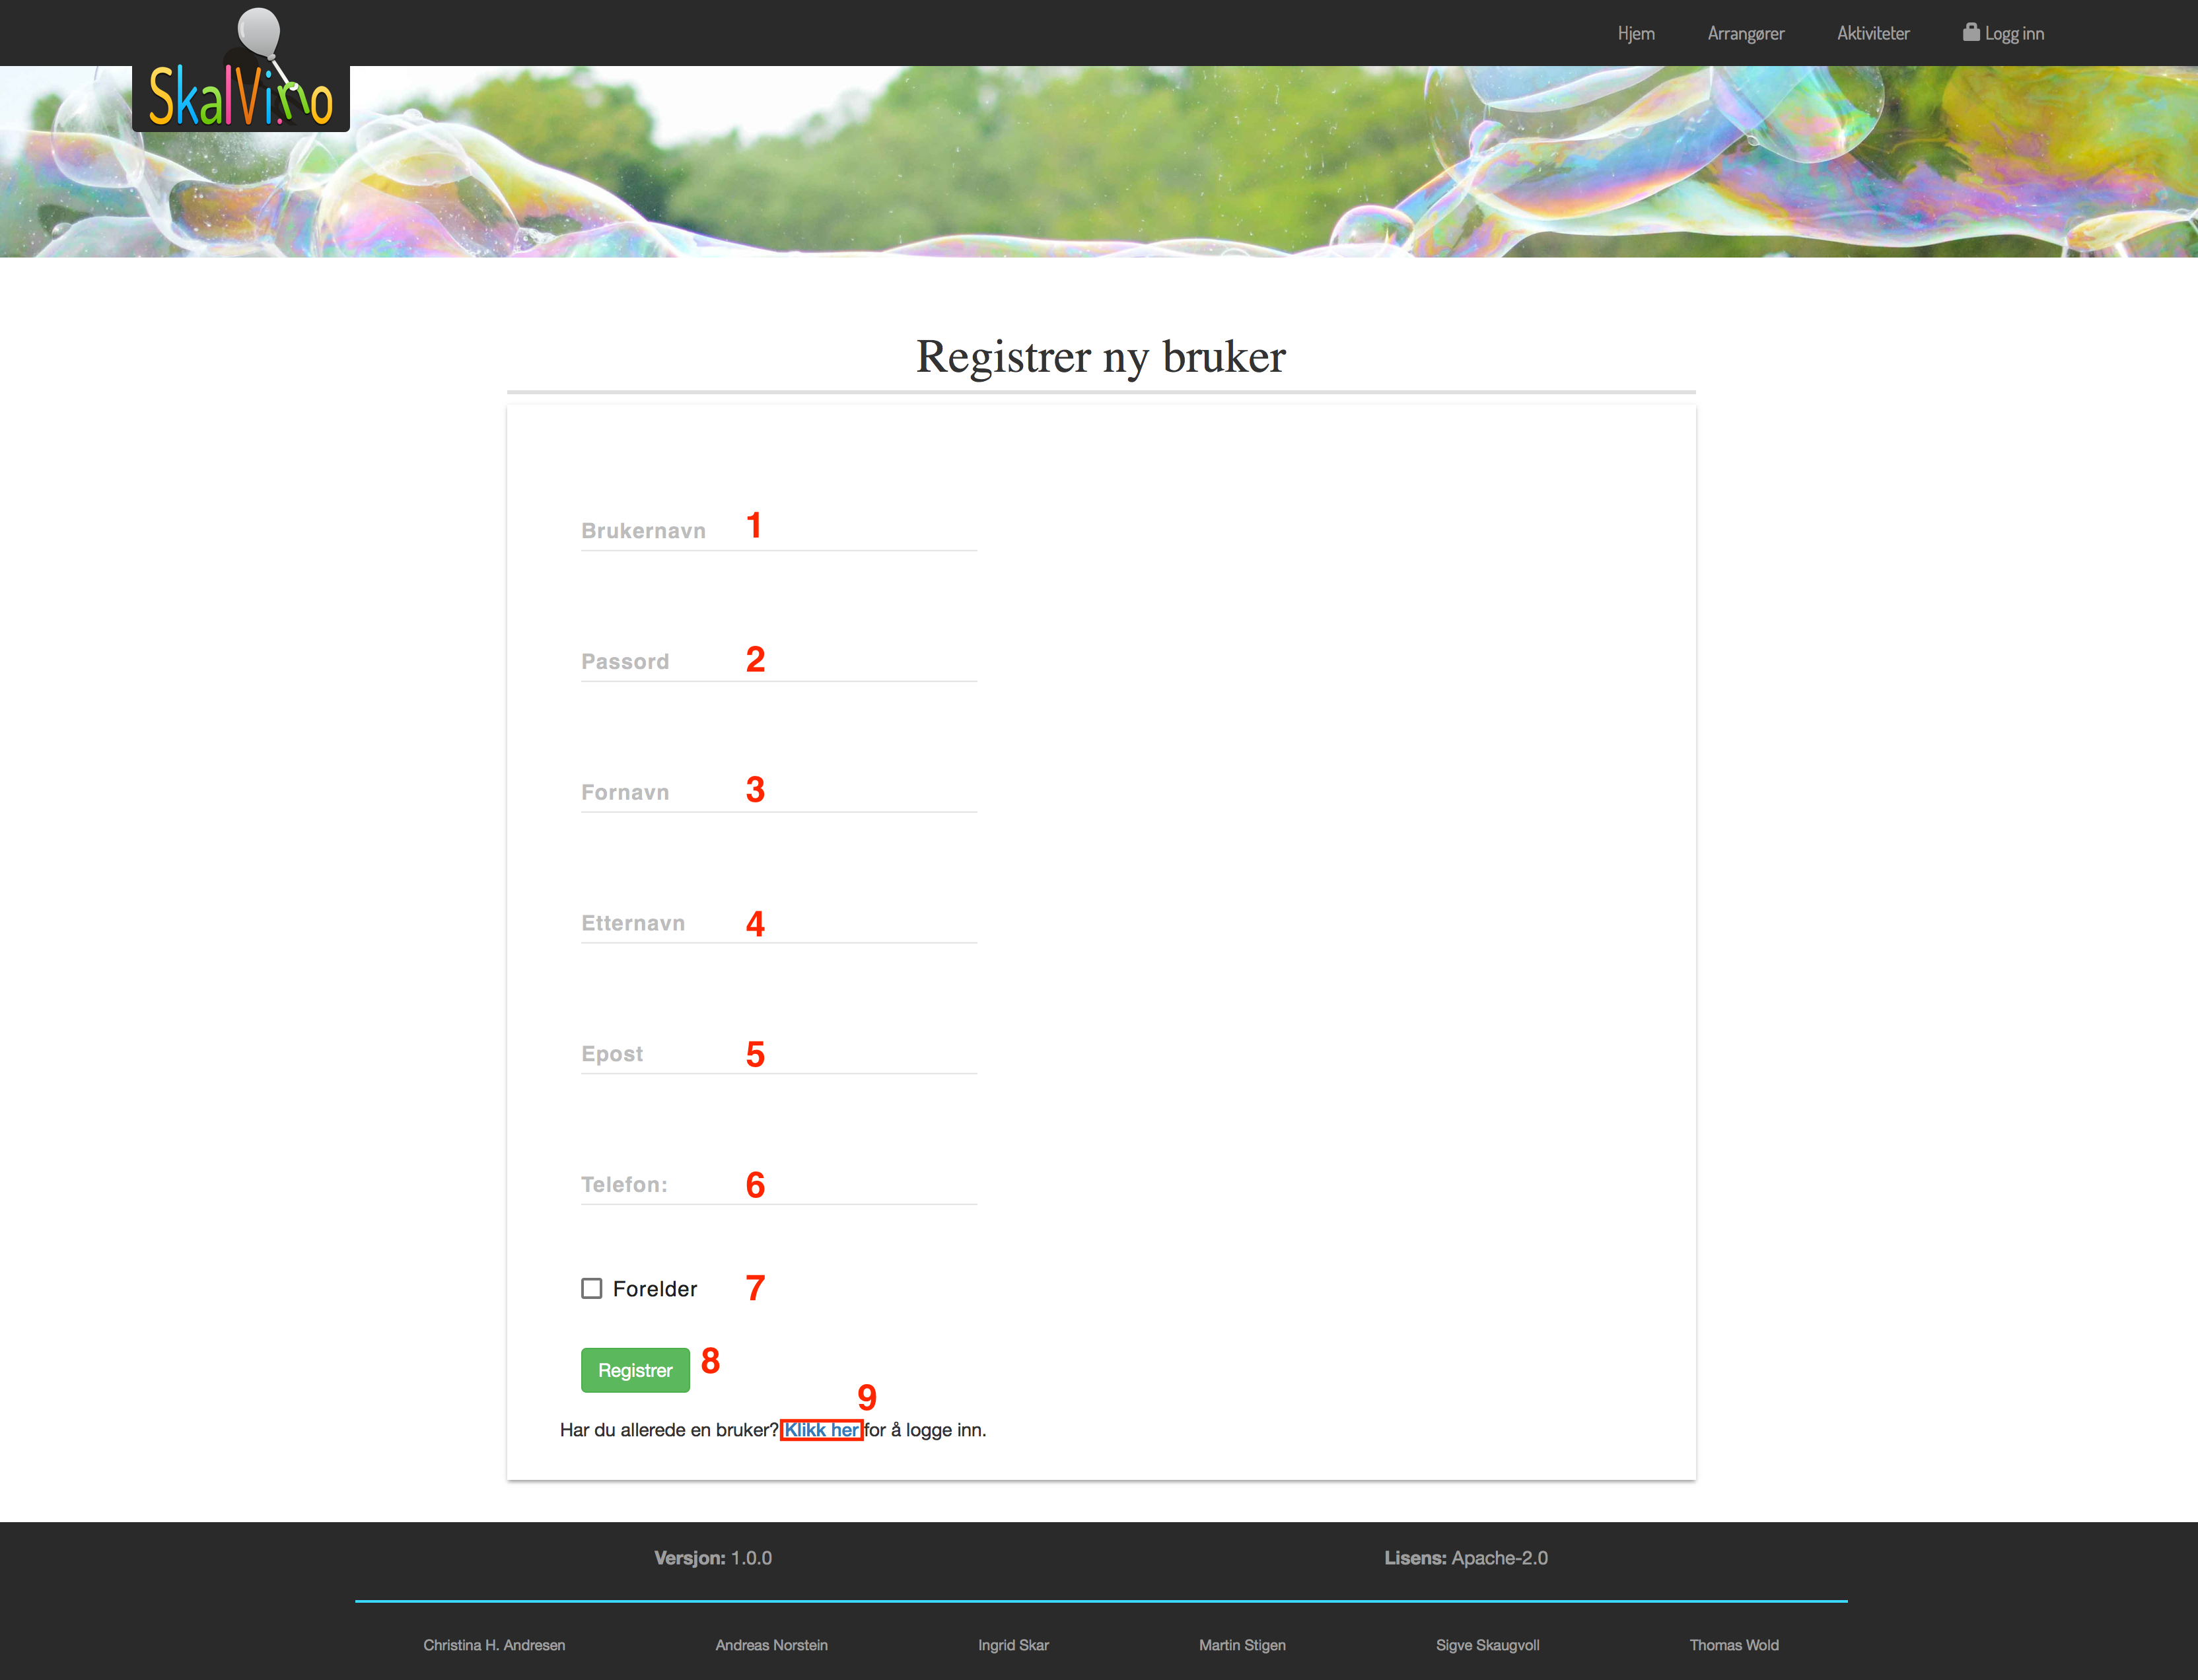 Hjem Arrangører Aktiviteter Logg inn
SkalVi.no
Registrer ny bruker
Brukernavn 1
Passord 2
Fornavn 3
Etternavn 4
Epost 5
Telefon: 6
Forelder 7
Registrer 8
9
Har du allerede en bruker? Klikk her for å logge inn.
Versjon: 1.0.0 Lisens: Apache-2.0
Christina H. Andresen Andreas Norstein Ingrid Skar Martin Stigen Sigve Skaugvoll Thomas Wold